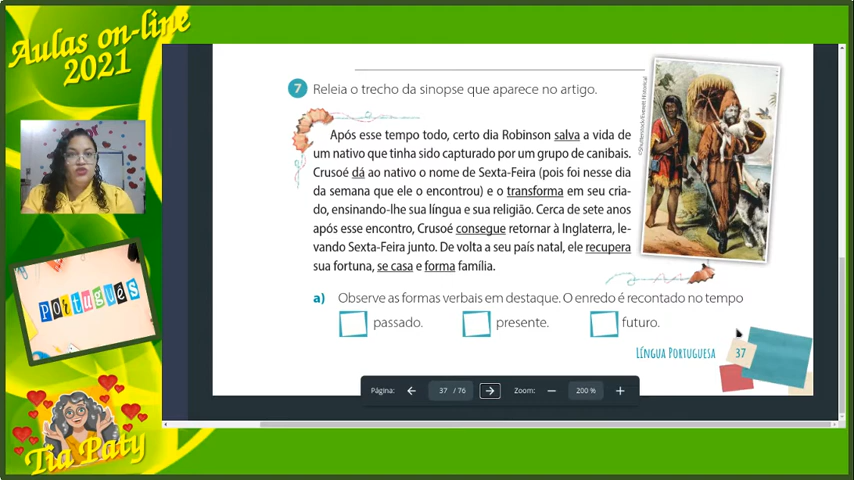 Aulas on-line
2021
7 Releia o trecho da sinopse que aparece no artigo.
Após esse tempo todo, certo dia Robinson salva a vida de
um nativo que tinha sido capturado por um grupo de canibais.
Crusoé dá ao nativo o nome de Sexta-Feira (pois foi nesse dia
da semana que ele o encontrou) e o transforma em seu cria-
do, ensinando-lhe sua língua e sua religião. Cerca de sete anos
após esse encontro, Crusoé consegue retornar à Inglaterra, le-
vando Sexta-Feira junto. De volta a seu país natal, ele recupera
sua fortuna, se casa e forma família.
©Shutterstock/Everett Historical
a) Observe as formas verbais em destaque. O enredo é recontado no tempo
passado. presente. futuro.
LÍNGUA PORTUGUESA 37
Página: 37 / 76 Zoom: 200 %
Português
Tia Paty